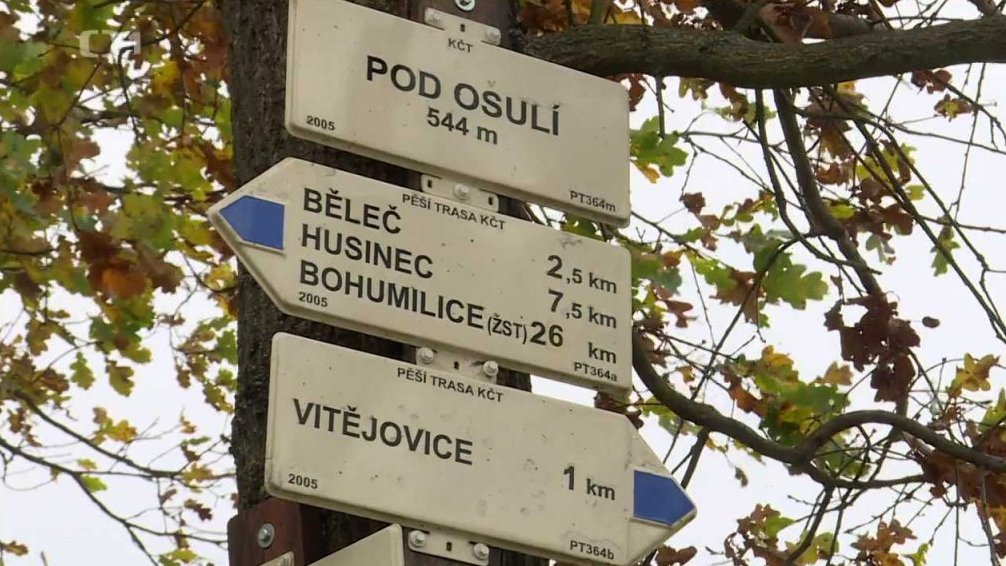 KČT
POD OŠULÍ
544 m
2005
PT364m
PĚŠÍ TRASA KČT
BĚLEČ 2,5 km
HUSINEC 7,5 km
BOHUMILICE (ŽST) 26 km
2005
PT364a
PĚŠÍ TRASA KČT
VITĚJOVICE 1 km
2005
PT364b